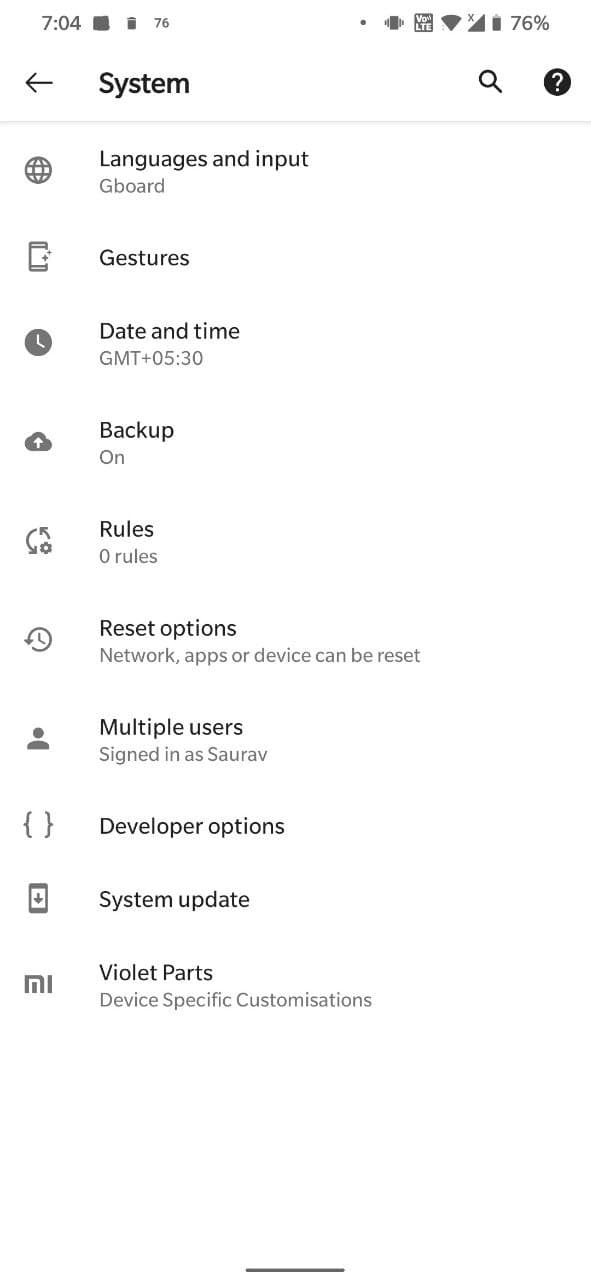 7:04 76 Vo)) LTE X 76%
System
Languages and input
Gboard
Gestures
Date and time
GMT+05:30
Backup
On
Rules
0 rules
Reset options
Network, apps or device can be reset
Multiple users
Signed in as Saurav
{ } Developer options
System update
mi Violet Parts
Device Specific Customisations